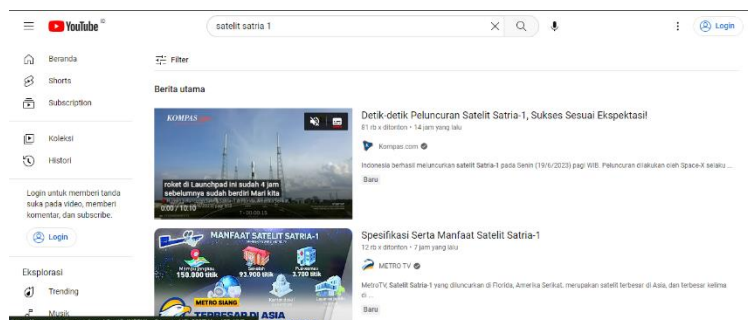 YouTube ID
satelit satria 1
Login
Beranda
Shorts
Subscription
Koleksi
Histori
Login untuk memberi tanda
suka pada video, memberi
komentar, dan subscribe.
Login
Eksplorasi
Trending
Musik
Filter
Berita utama
KOMPAS
roket di Launchpad ini sudah 4 jam
sebelumnya sudah berdiri Mari kita
0:00 / 10:10
Detik-detik Peluncuran Satelit Satria-1, Sukses Sesuai Ekspektasi!
81 rb x ditonton • 14 jam yang lalu
Kompas.com
Indonesia berhasil meluncurkan satelit Satria-1 pada Senin (19/6/2023) pagi WIB. Peluncuran dilakukan oleh Space-X selaku ...
Baru
MANFAAT SATELIT SATRIA-1
150.000 titik
93.900 titik
3.700 titik
METRO SIANG
TERBESAR DI ASIA
Spesifikasi Serta Manfaat Satelit Satria-1
12 rb x ditonton • 7 jam yang lalu
METRO TV
MetroTV, Satelit Satria-1 yang diluncurkan di Florida, Amerika Serikat, merupakan satelit terbesar di Asia, dan terbesar kelima
d ...
Baru